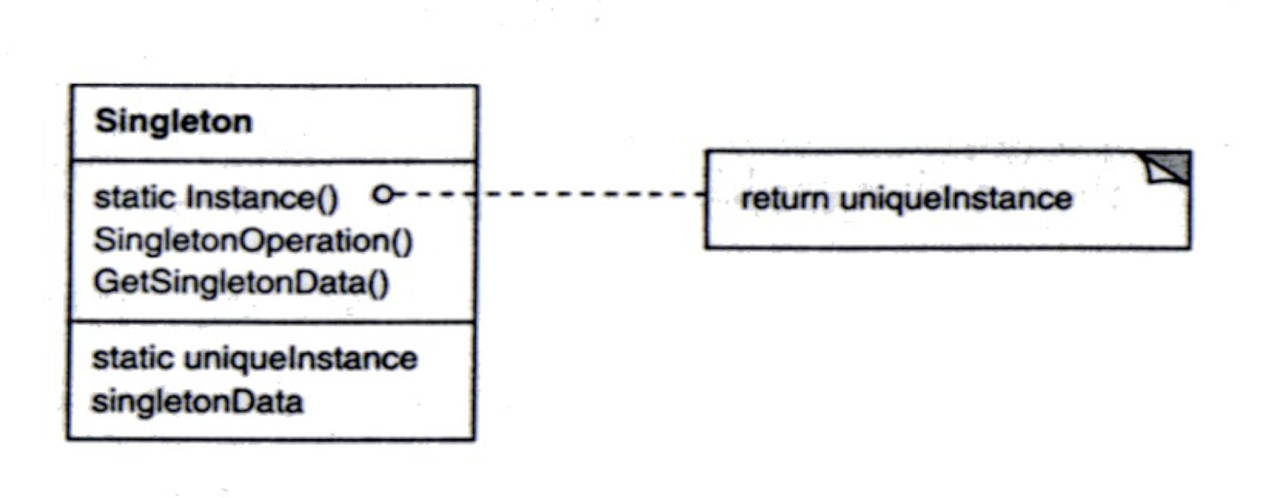 Singleton
static Instance()
SingletonOperation()
GetSingletonData()
static uniqueInstance
singletonData
return uniqueInstance